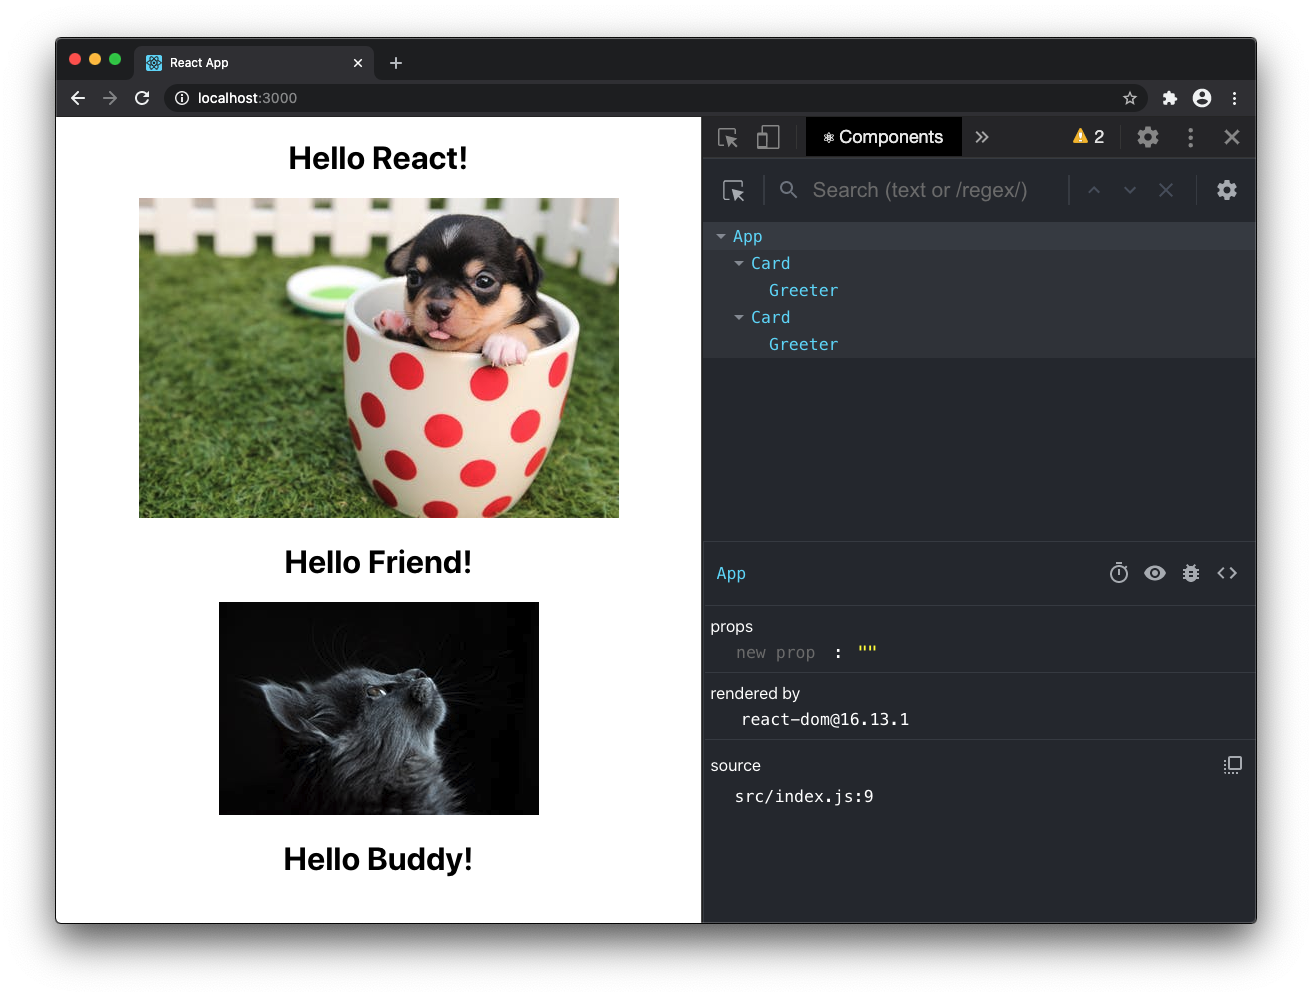 React App
localhost:3000
Hello React!
Hello Friend!
Hello Buddy!
Components
2
Search (text or /regex/)
App
Card
Greeter
Card
Greeter
App
props
new prop : ""
rendered by
react-dom@16.13.1
source
src/index.js:9